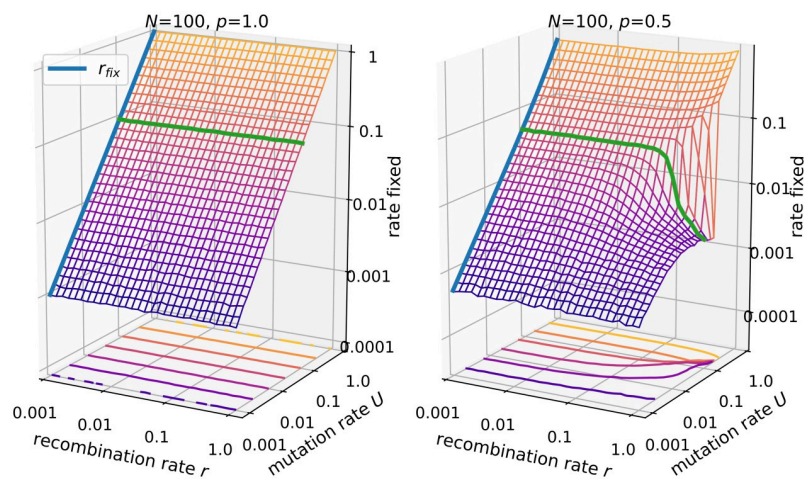 N=100, p=1.0
r_fix
1
0.1
0.01
0.001
0.0001
rate fixed
0.001
0.01
0.1
1.0
recombination rate r
0.001
0.01
0.1
1.0
mutation rate U
N=100, p=0.5
0.1
0.01
0.001
0.0001
rate fixed
0.001
0.01
0.1
1.0
recombination rate r
0.001
0.01
0.1
1.0
mutation rate U